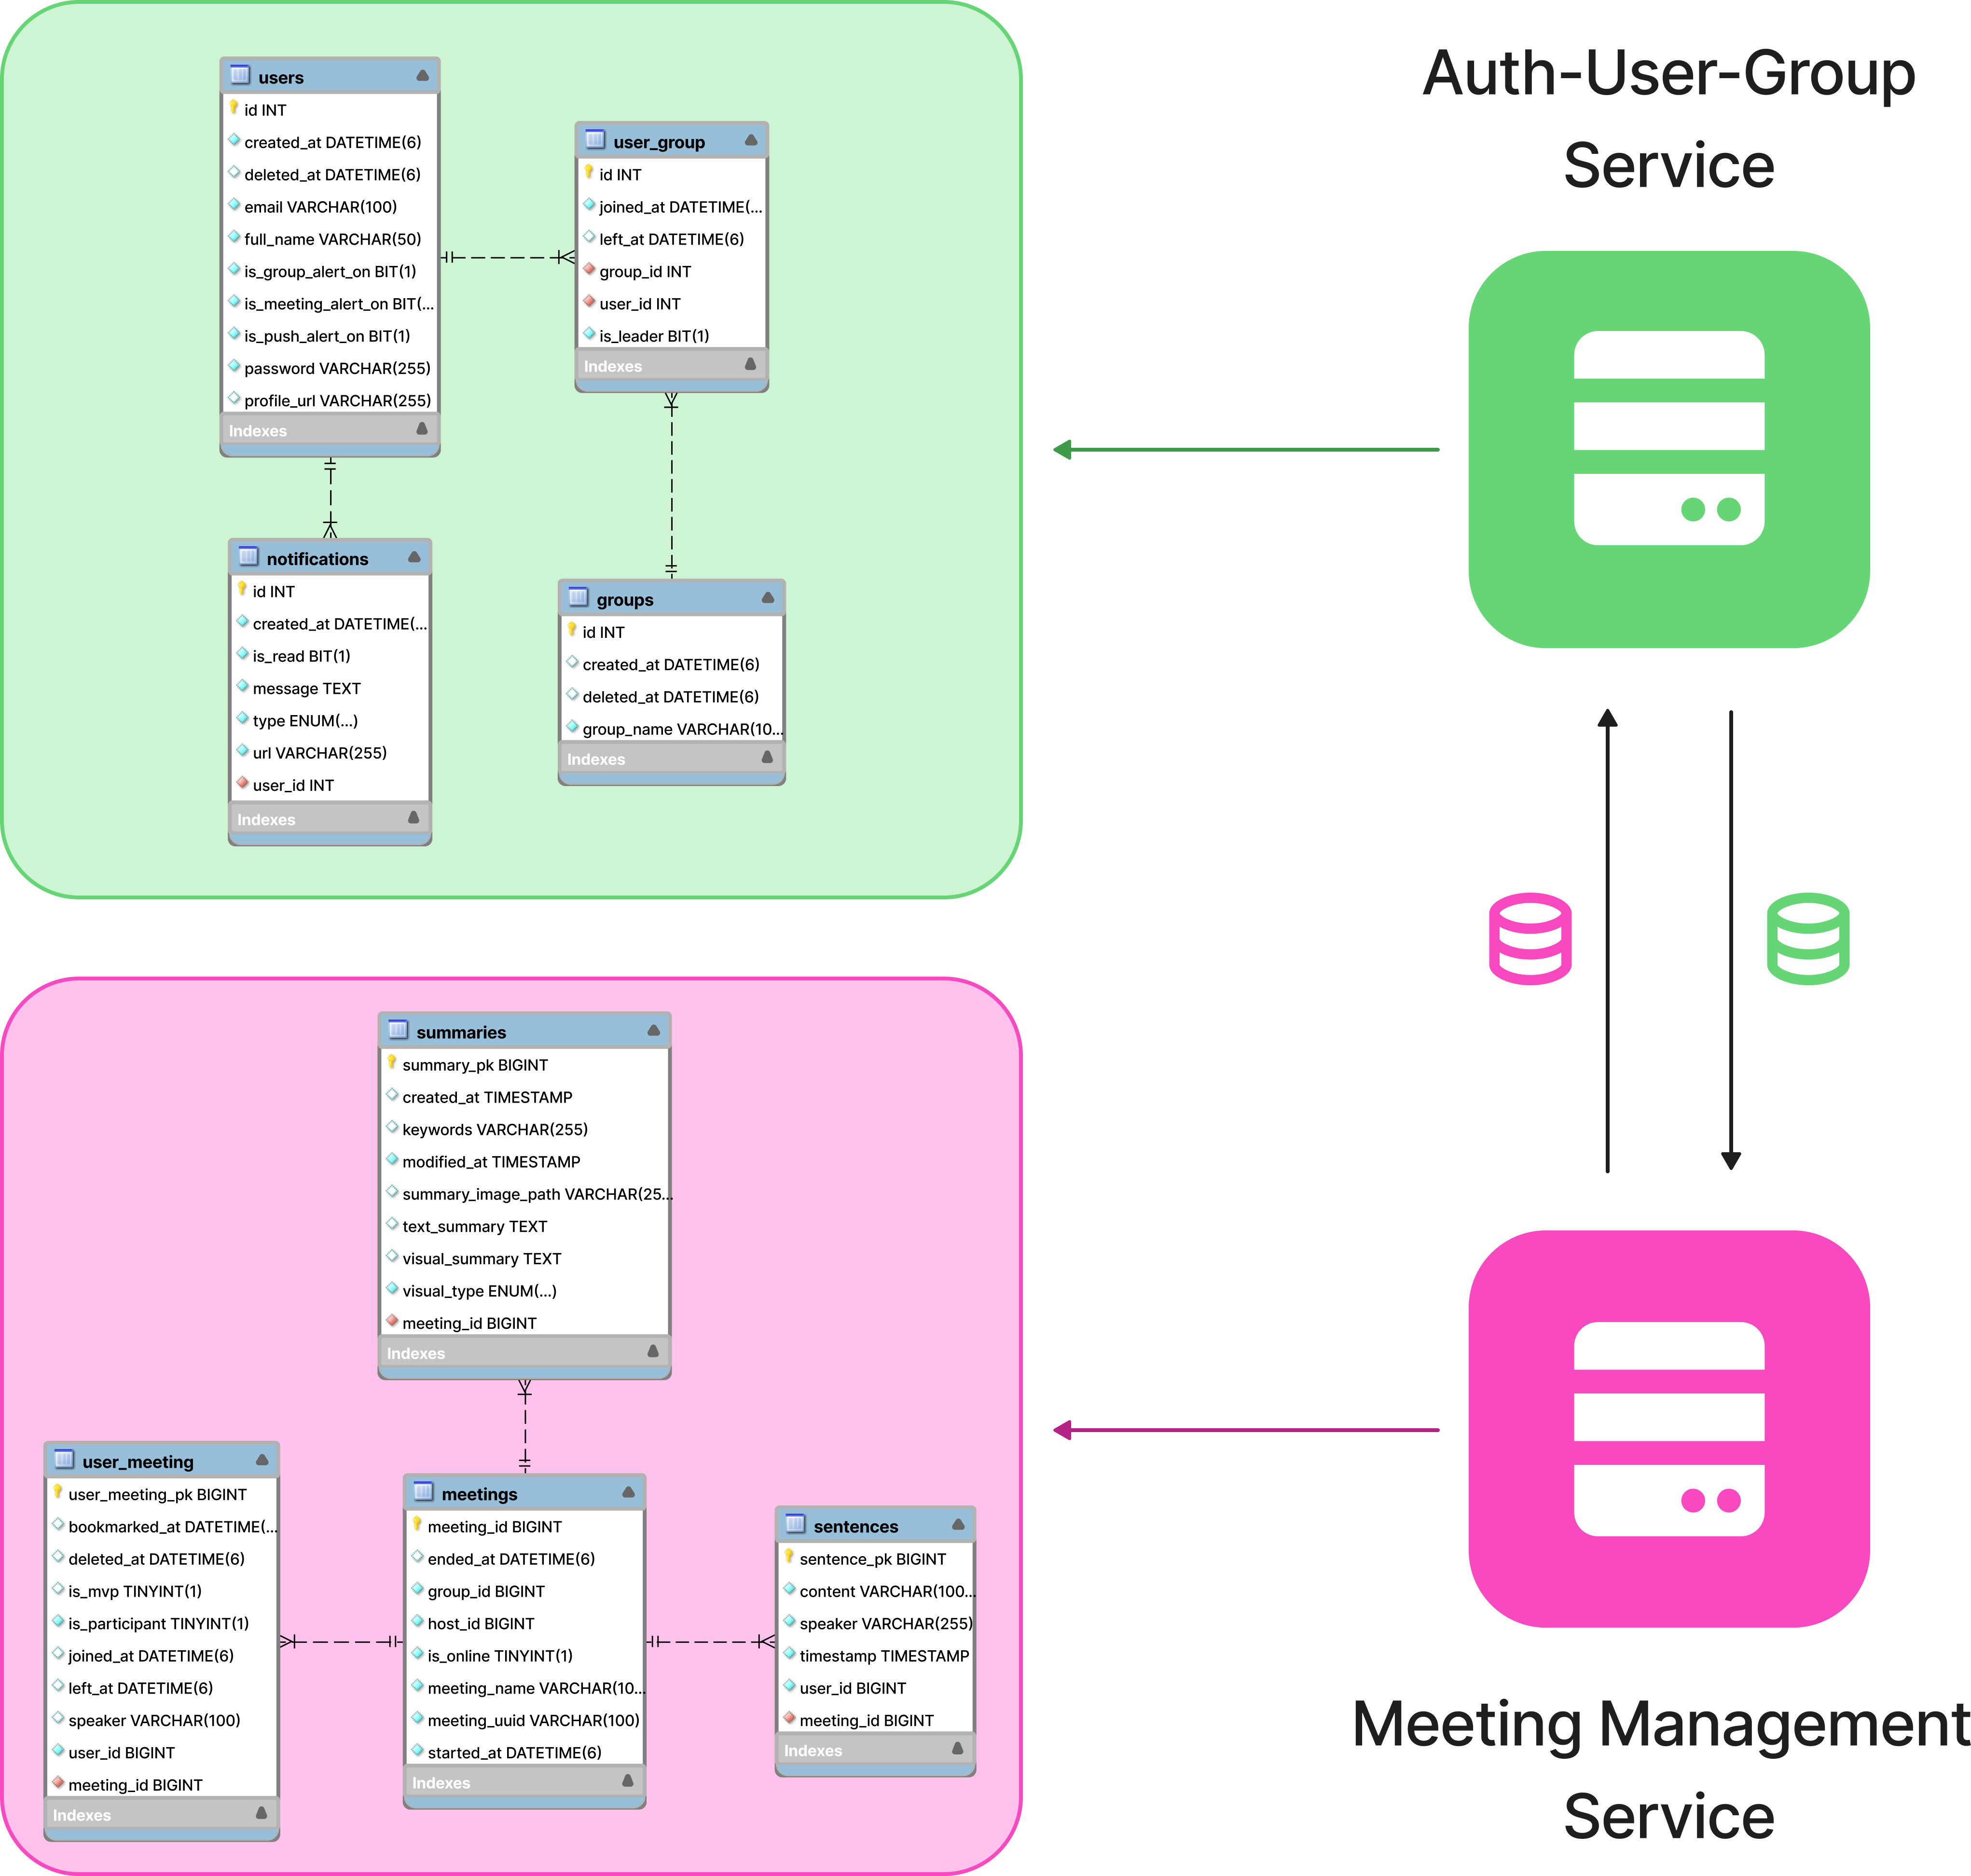 users
id INT
created_at DATETIME(6)
deleted_at DATETIME(6)
email VARCHAR(100)
full_name VARCHAR(50)
is_group_alert_on BIT(1)
is_meeting_alert_on BIT(...
is_push_alert_on BIT(1)
password VARCHAR(255)
profile_url VARCHAR(255)
Indexes
user_group
id INT
joined_at DATETIME(...
left_at DATETIME(6)
group_id INT
user_id INT
is_leader BIT(1)
Indexes
notifications
id INT
created_at DATETIME(...
is_read BIT(1)
message TEXT
type ENUM(...)
url VARCHAR(255)
user_id INT
Indexes
groups
id INT
created_at DATETIME(6)
deleted_at DATETIME(6)
group_name VARCHAR(10...
Indexes
Auth-User-Group
Service
summaries
summary_pk BIGINT
created_at TIMESTAMP
keywords VARCHAR(255)
modified_at TIMESTAMP
summary_image_path VARCHAR(25...
text_summary TEXT
visual_summary TEXT
visual_type ENUM(...)
meeting_id BIGINT
Indexes
user_meeting
user_meeting_pk BIGINT
bookmarked_at DATETIME(...
deleted_at DATETIME(6)
is_mvp TINYINT(1)
is_participant TINYINT(1)
joined_at DATETIME(6)
left_at DATETIME(6)
speaker VARCHAR(100)
user_id BIGINT
meeting_id BIGINT
Indexes
meetings
meeting_id BIGINT
ended_at DATETIME(6)
group_id BIGINT
host_id BIGINT
is_online TINYINT(1)
meeting_name VARCHAR(10...
meeting_uuid VARCHAR(100)
started_at DATETIME(6)
Indexes
sentences
sentence_pk BIGINT
content VARCHAR(100...
speaker VARCHAR(255)
timestamp TIMESTAMP
user_id BIGINT
meeting_id BIGINT
Indexes
Meeting Management
Service